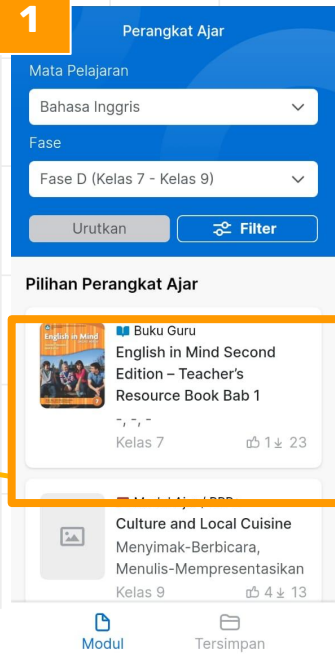 1
Perangkat Ajar
Mata Pelajaran
Bahasa Inggris
Fase
Fase D (Kelas 7 - Kelas 9)
Urutkan
Filter
Pilihan Perangkat Ajar
English in Mind
Buku Guru
English in Mind Second
Edition – Teacher's
Resource Book Bab 1
-, -, -
Kelas 7
1 23
Culture and Local Cuisine
Menyimak-Berbicara,
Menulis-Mempresentasikan
Kelas 9
4 13
Modul
Tersimpan